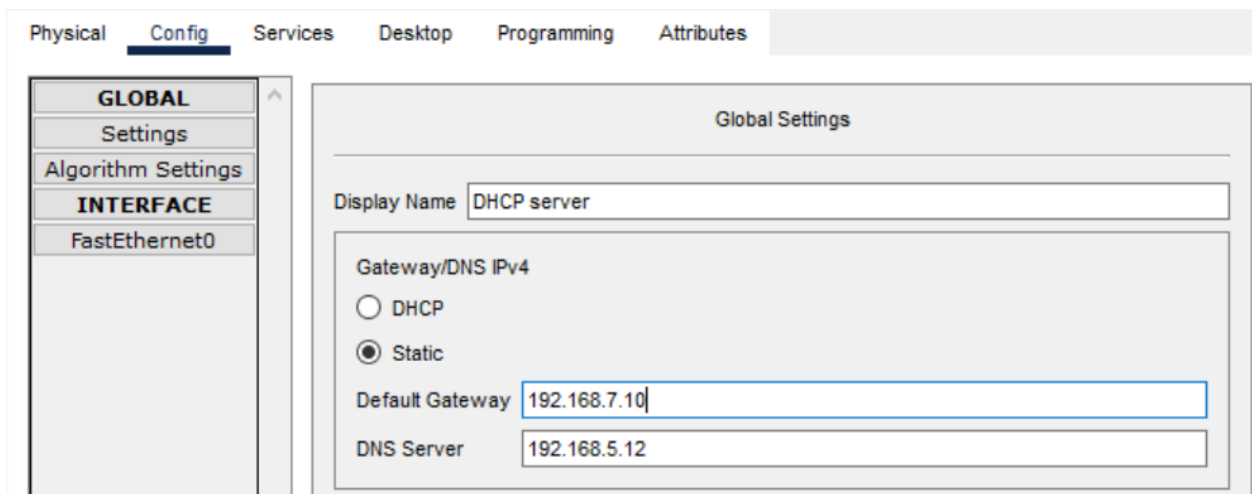 Physical Config Services Desktop Programming Attributes
GLOBAL
Settings
Algorithm Settings
INTERFACE
FastEthernet0
Global Settings
Display Name DHCP server
Gateway/DNS IPv4
DHCP
Static
Default Gateway 192.168.7.10
DNS Server 192.168.5.12